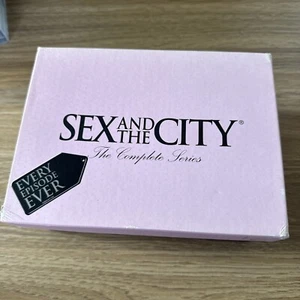 SEX AND THE CITY®
The Complete Series
EVERY
EPISODE
EVER